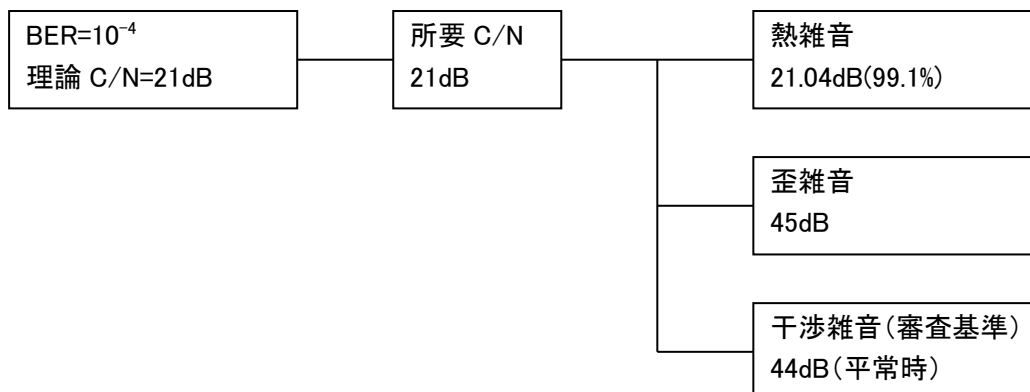 BER=10⁻⁴
理論 C/N=21dB
所要 C/N
21dB
熱雑音
21.04dB(99.1%)
歪雑音
45dB
干渉雑音(審査基準)
44dB(平常時)